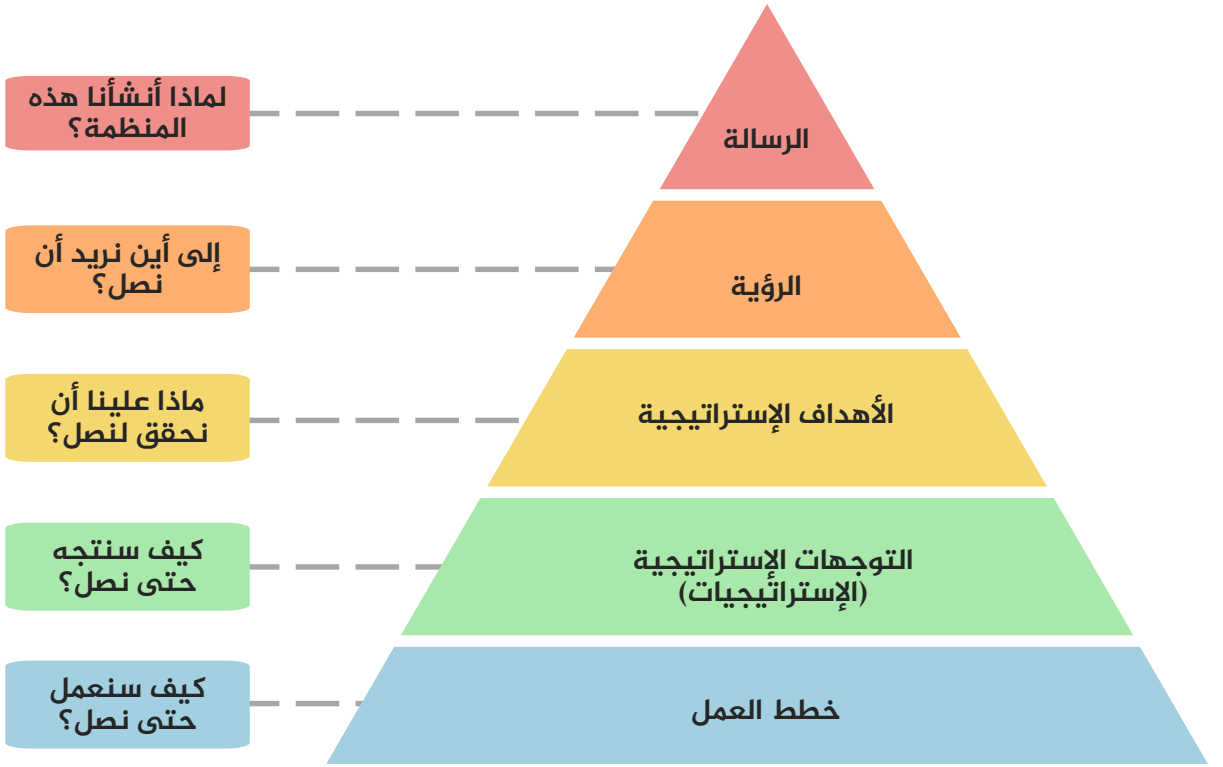 لماذا أنشأنا هذه
المنظمة؟
الرسالة
إلى أين نريد أن
نصل؟
الرؤية
ماذا علينا أن
نحقق لنصل؟
الأهداف الإستراتيجية
كيف سنتجه
حتى نصل؟
التوجهات الإستراتيجية
(الإستراتيجيات)
كيف سنعمل
حتى نصل؟
خطط العمل